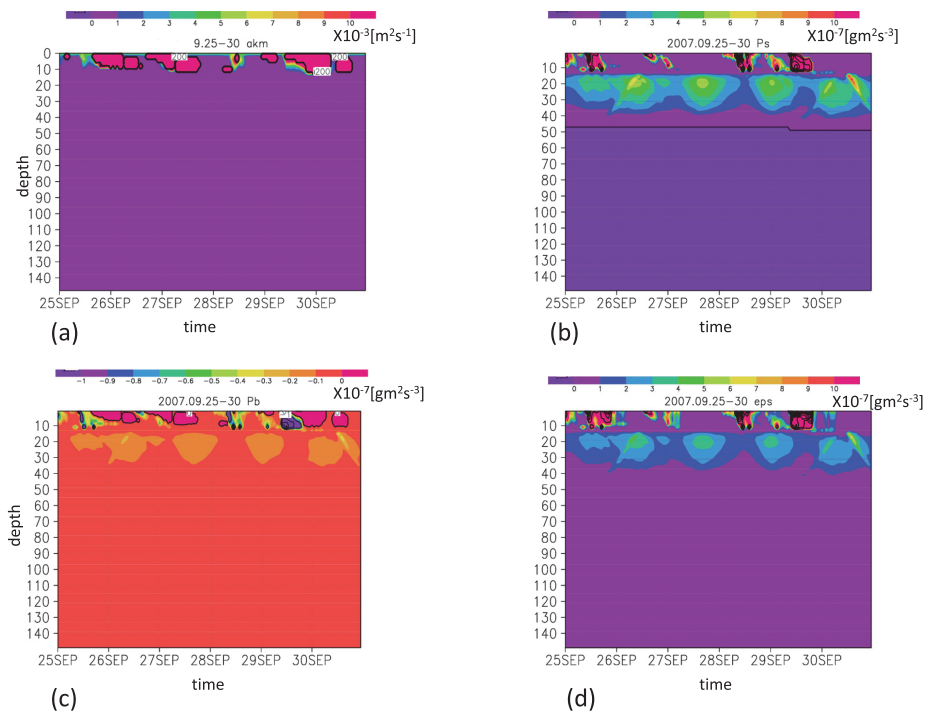 0 1 2 3 4 5 6 7 8 9 10
X10⁻³[m²s⁻¹]
9.25-30 akm
200
200
0
10
20
30
40
50
60
70
80
90
100
110
120
130
140
depth
25SEP 26SEP 27SEP 28SEP 29SEP 30SEP
(a)
time
0 1 2 3 4 5 6 7 8 9 10
X10⁻⁷[gm²s⁻³]
2007.09.25-30 Ps
10
20
30
40
50
60
70
80
90
100
110
120
130
140
25SEP 26SEP 27SEP 28SEP 29SEP 30SEP
(b)
time
-1 -0.9 -0.8 -0.7 -0.6 -0.5 -0.4 -0.3 -0.2 -0.1 0
X10⁻⁷[gm²s⁻³]
2007.09.25-30 Pb
10
20
30
40
50
60
70
80
90
100
110
120
130
140
depth
25SEP 26SEP 27SEP 28SEP 29SEP 30SEP
(c)
time
0 1 2 3 4 5 6 7 8 9 10
X10⁻⁷[gm²s⁻³]
2007.09.25-30 eps
10
20
30
40
50
60
70
80
90
100
110
120
130
140
25SEP 26SEP 27SEP 28SEP 29SEP 30SEP
(d)
time